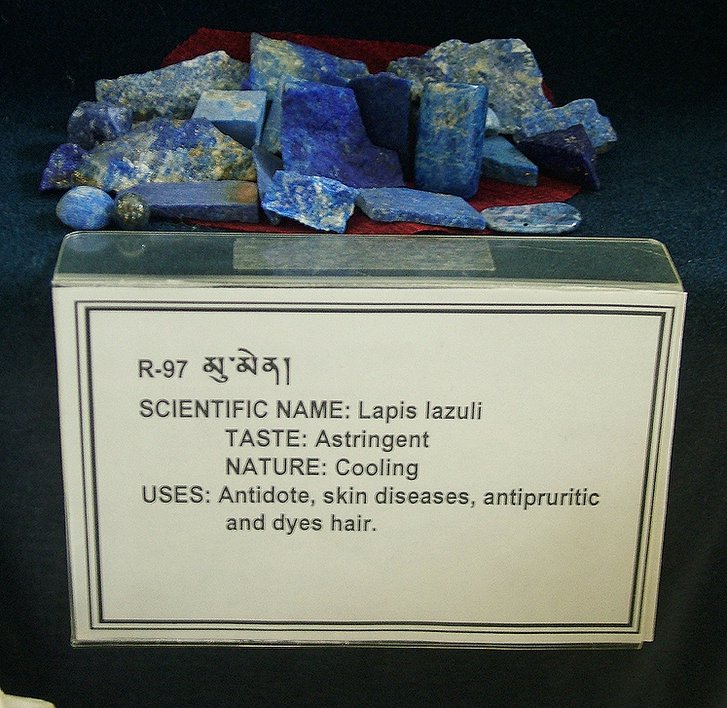 R-97 མུ་མེན།
SCIENTIFIC NAME: Lapis lazuli
TASTE: Astringent
NATURE: Cooling
USES: Antidote, skin diseases, antipruritic
and dyes hair.